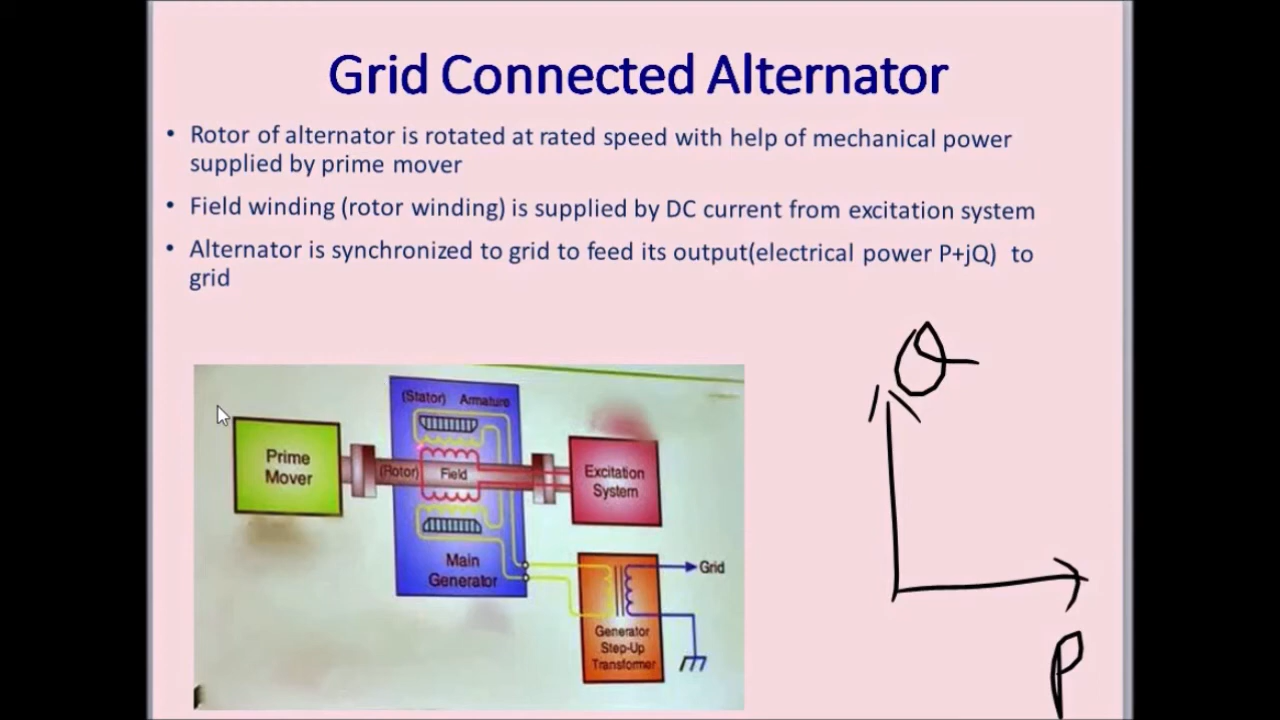 Grid Connected Alternator
• Rotor of alternator is rotated at rated speed with help of mechanical power
supplied by prime mover
• Field winding (rotor winding) is supplied by DC current from excitation system
• Alternator is synchronized to grid to feed its output(electrical power P+jQ) to
grid
Q
(Stator) Armature
Prime
Mover
(Rotor) Field
Excitation
System
Main
Generator
Grid
Generator
Step-Up
Transformer
P